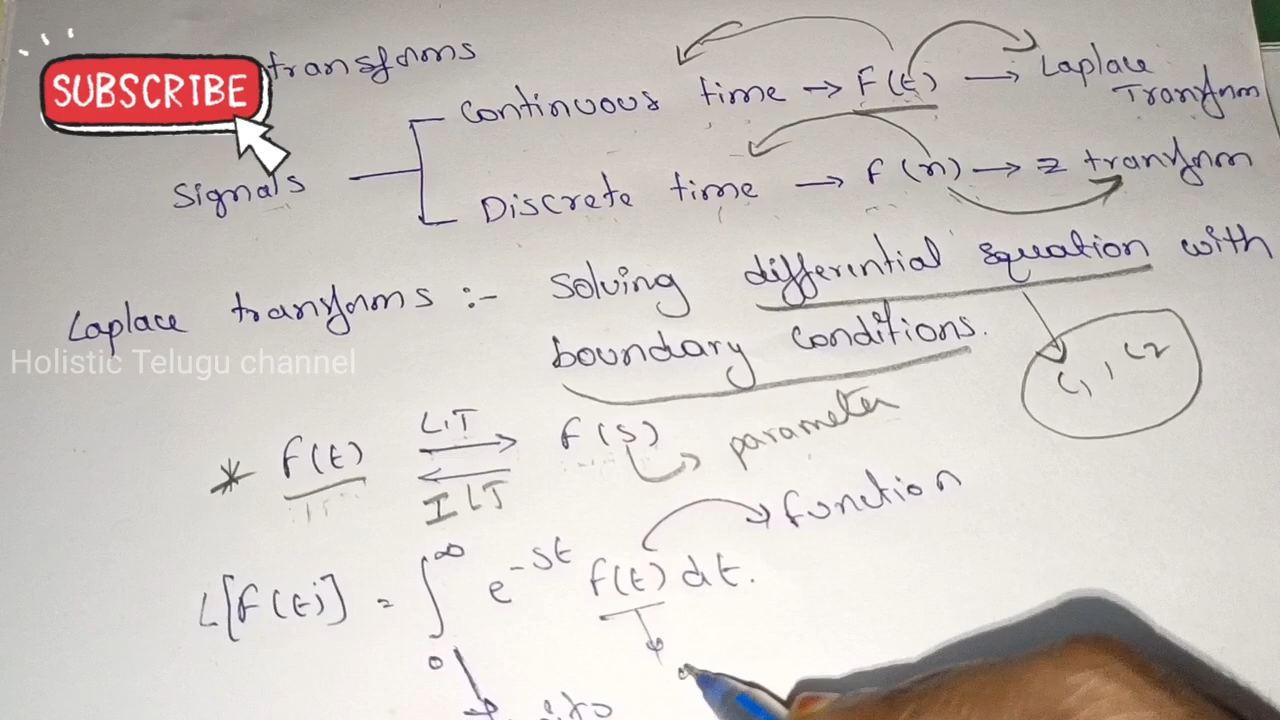 transforms
SUBSCRIBE
Continuous time → F(t) → Laplace Transform
Signals
Discrete time → f(n) → z transform
Laplace transforms :- Solving differential equation with
boundary conditions.
Holistic Telugu channel
C1, C2
* f(t) L.T f(s) parameter
ILT
function
L[f(t)] = ∫0^∞ e^-st f(t) dt.